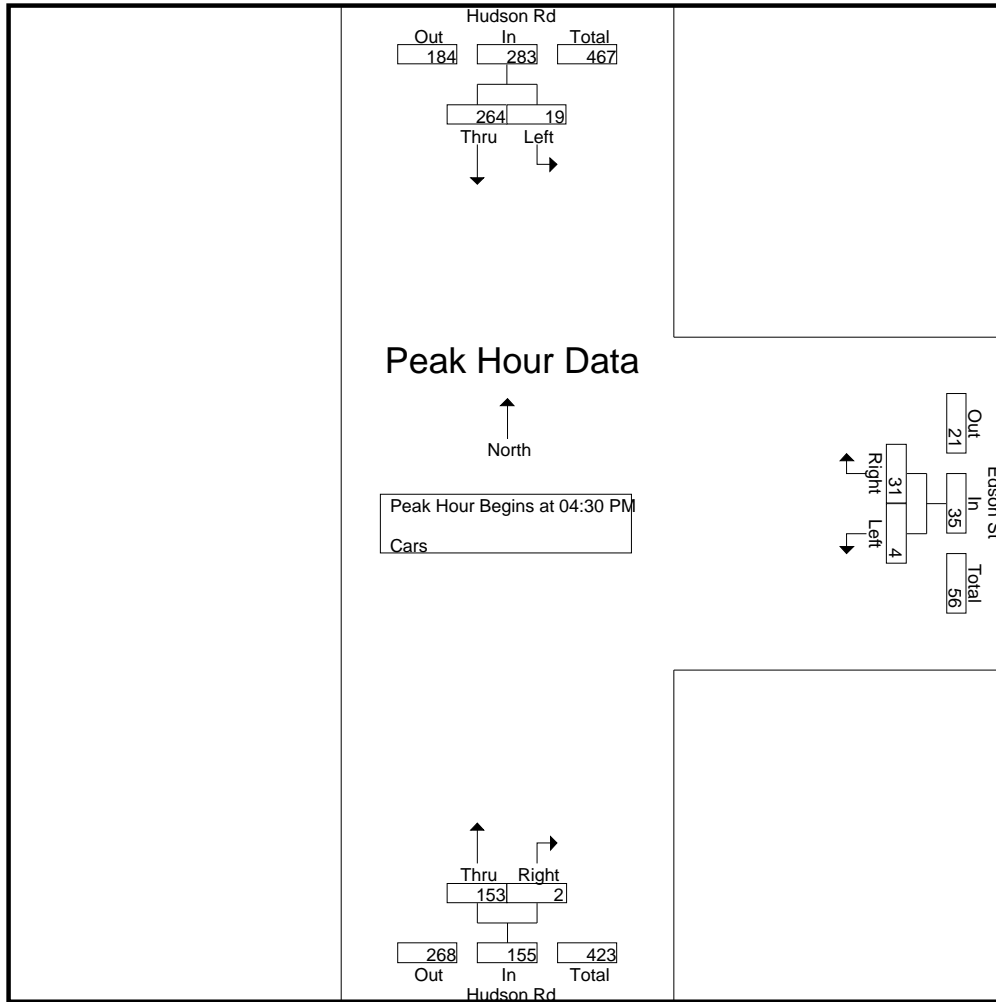 Hudson Rd
Out In Total
184 283 467
264 19
Thru Left
Peak Hour Data
North
Peak Hour Begins at 04:30 PM
Cars
Edson St
Out In Total
21 35 56
31 4
Right Left
Thru Right
153 2
268 155 423
Out In Total
Hudson Rd